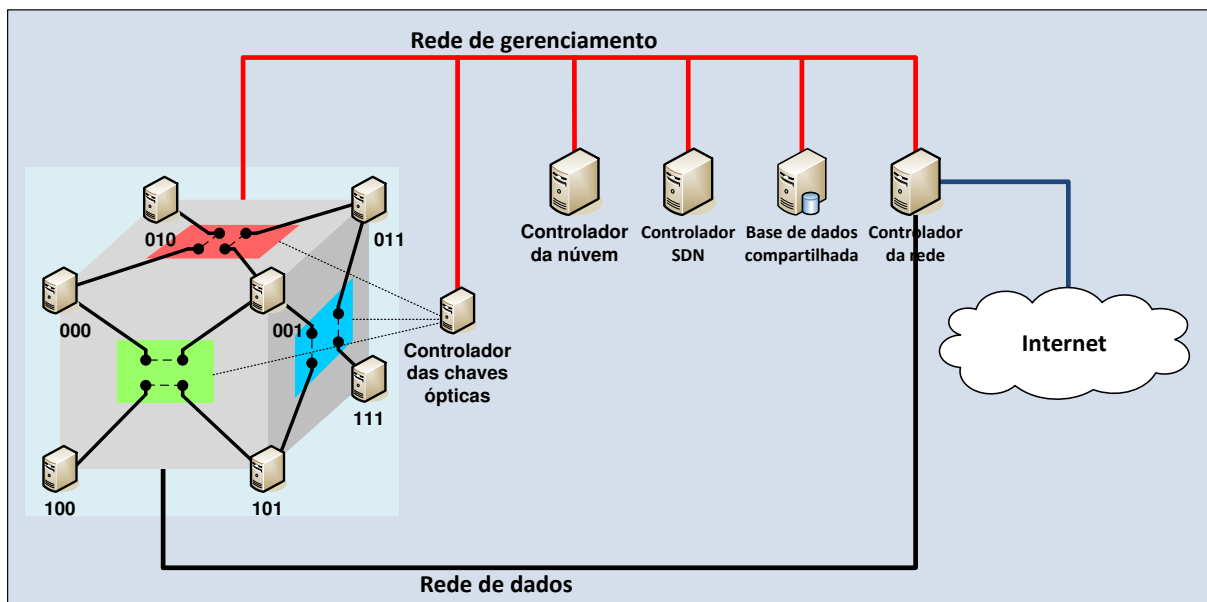 Rede de gerenciamento
010
011
Controlador
da núvem
Controlador
SDN
Base de dados
compartilhada
Controlador
da rede
000
001
Controlador
das chaves
ópticas
Internet
111
100
101
Rede de dados